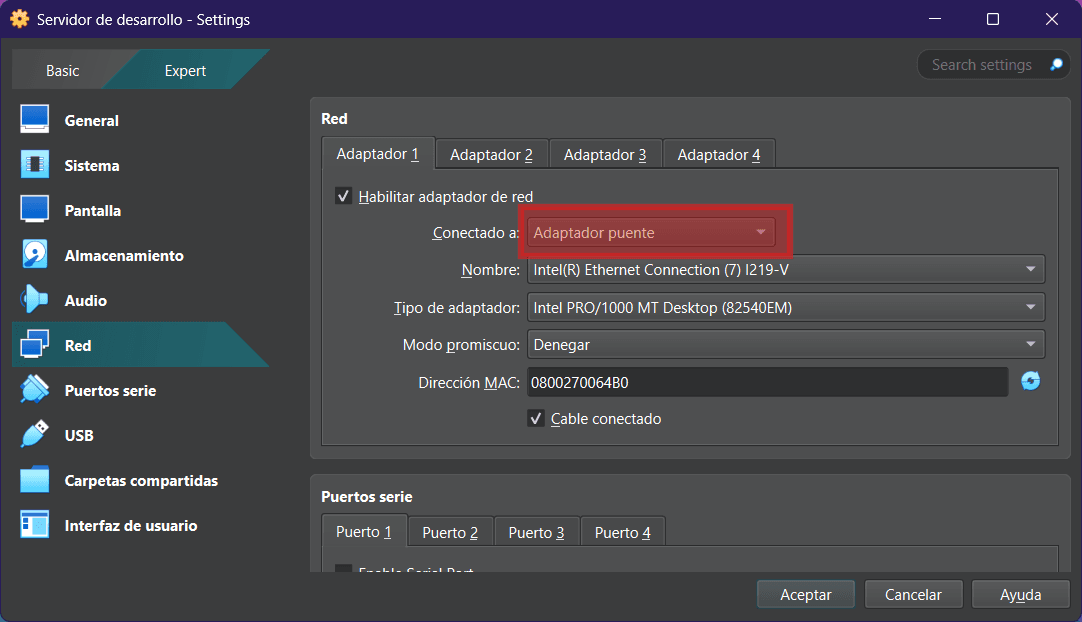 Servidor de desarrollo - Settings
Basic Expert Search settings
General
Sistema
Pantalla
Almacenamiento
Audio
Red
Puertos serie
USB
Carpetas compartidas
Interfaz de usuario
Red
Adaptador 1 Adaptador 2 Adaptador 3 Adaptador 4
Habilitar adaptador de red
Conectado a: Adaptador puente
Nombre: Intel(R) Ethernet Connection (7) I219-V
Tipo de adaptador: Intel PRO/1000 MT Desktop (82540EM)
Modo promiscuo: Denegar
Dirección MAC: 0800270064B0
Cable conectado
Puertos serie
Puerto 1 Puerto 2 Puerto 3 Puerto 4
Enable Serial Port
Aceptar Cancelar Ayuda